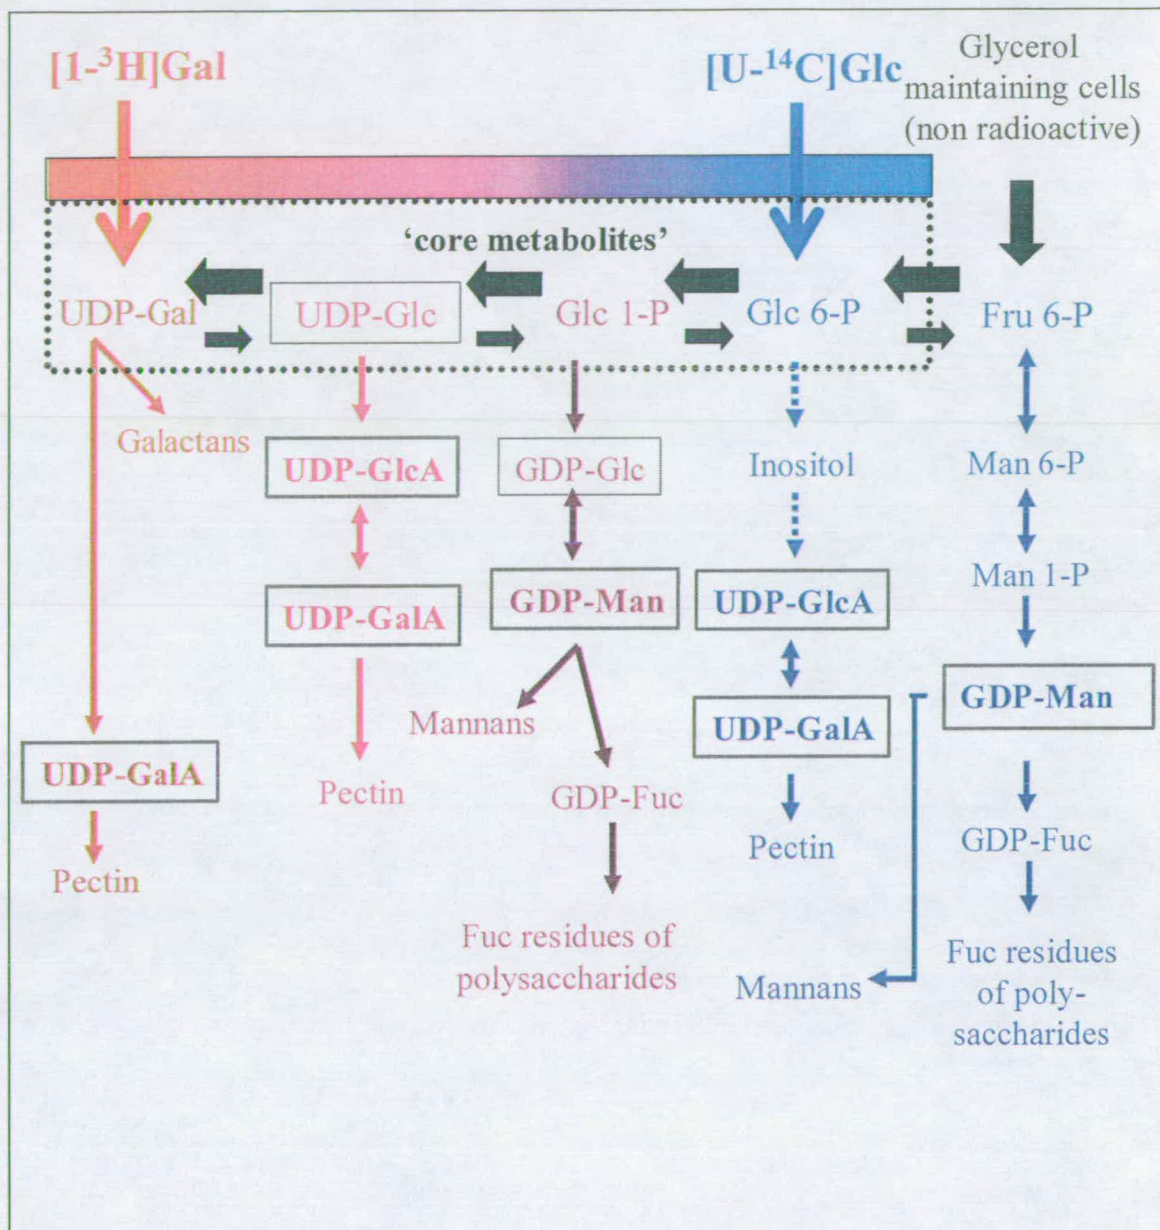 [1-³H]Gal
[U-¹⁴C]Glc
Glycerol
maintaining cells
(non radioactive)
‘core metabolites’
UDP-Gal
UDP-Glc
Glc 1-P
Glc 6-P
Fru 6-P
Galactans
UDP-GlcA
GDP-Glc
Inositol
Man 6-P
UDP-GalA
GDP-Man
UDP-GlcA
Man 1-P
Mannans
UDP-GalA
GDP-Man
UDP-GalA
Pectin
GDP-Fuc
Pectin
GDP-Fuc
Pectin
Fuc residues of
polysaccharides
Mannans
Fuc residues
of poly-
saccharides